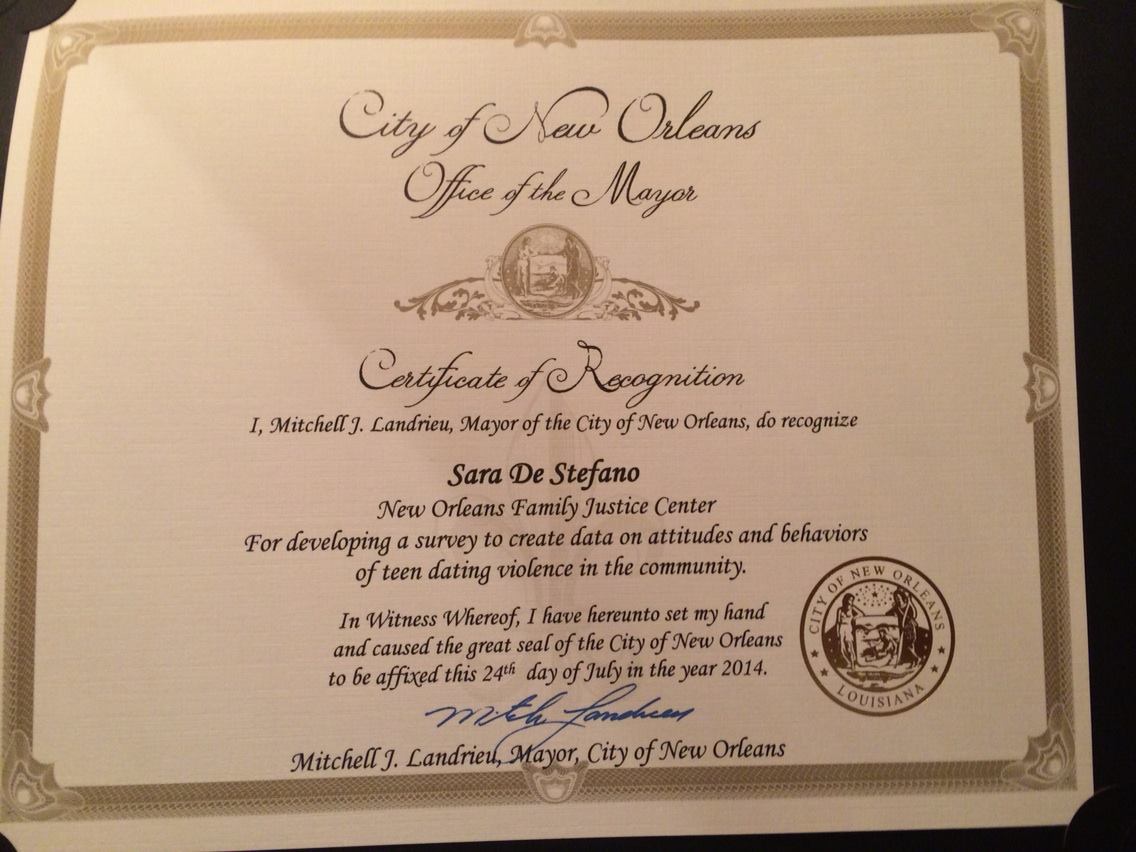 City of New Orleans
Office of the Mayor
Certificate of Recognition
I, Mitchell J. Landrieu, Mayor of the City of New Orleans, do recognize
Sara De Stefano
New Orleans Family Justice Center
For developing a survey to create data on attitudes and behaviors
of teen dating violence in the community.
In Witness Whereof, I have hereunto set my hand
and caused the great seal of the City of New Orleans
to be affixed this 24th day of July in the year 2014.
CITY OF NEW ORLEANS
LOUISIANA
Mitch Landrieu
Mitchell J. Landrieu, Mayor, City of New Orleans